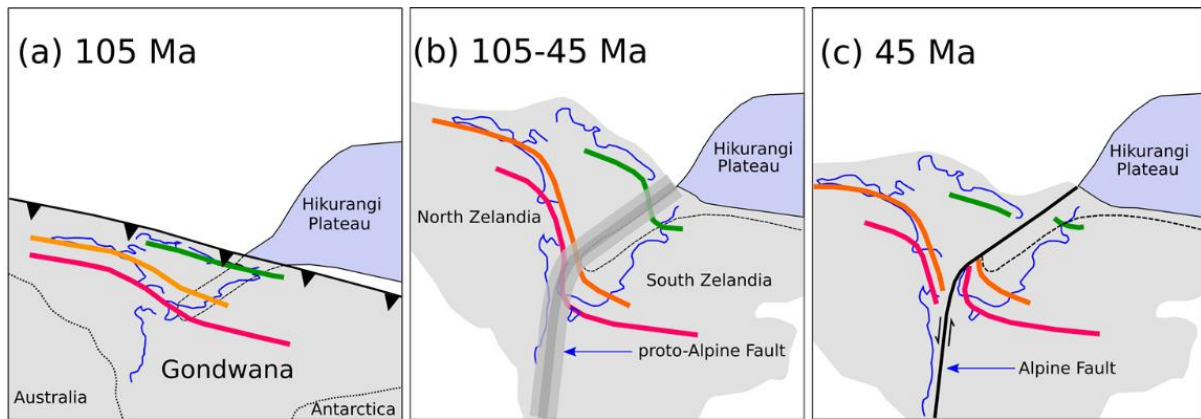 (a) 105 Ma
Hikurangi
Plateau
Gondwana
Australia
Antarctica
(b) 105-45 Ma
Hikurangi
Plateau
North Zelandia
South Zelandia
proto-Alpine Fault
(c) 45 Ma
Hikurangi
Plateau
Alpine Fault